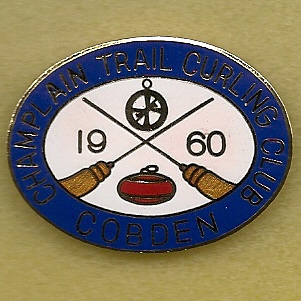 CHAMPLAIN TRAIL CURLING CLUB
19 60
COBDEN